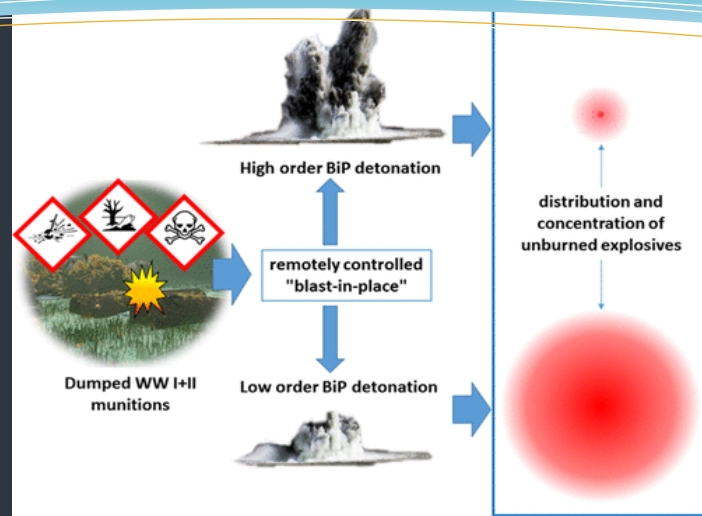 High order BiP detonation
distribution and
concentration of
unburned explosives
remotely controlled
"blast-in-place"
Dumped WW I+II
munitions
Low order BiP detonation